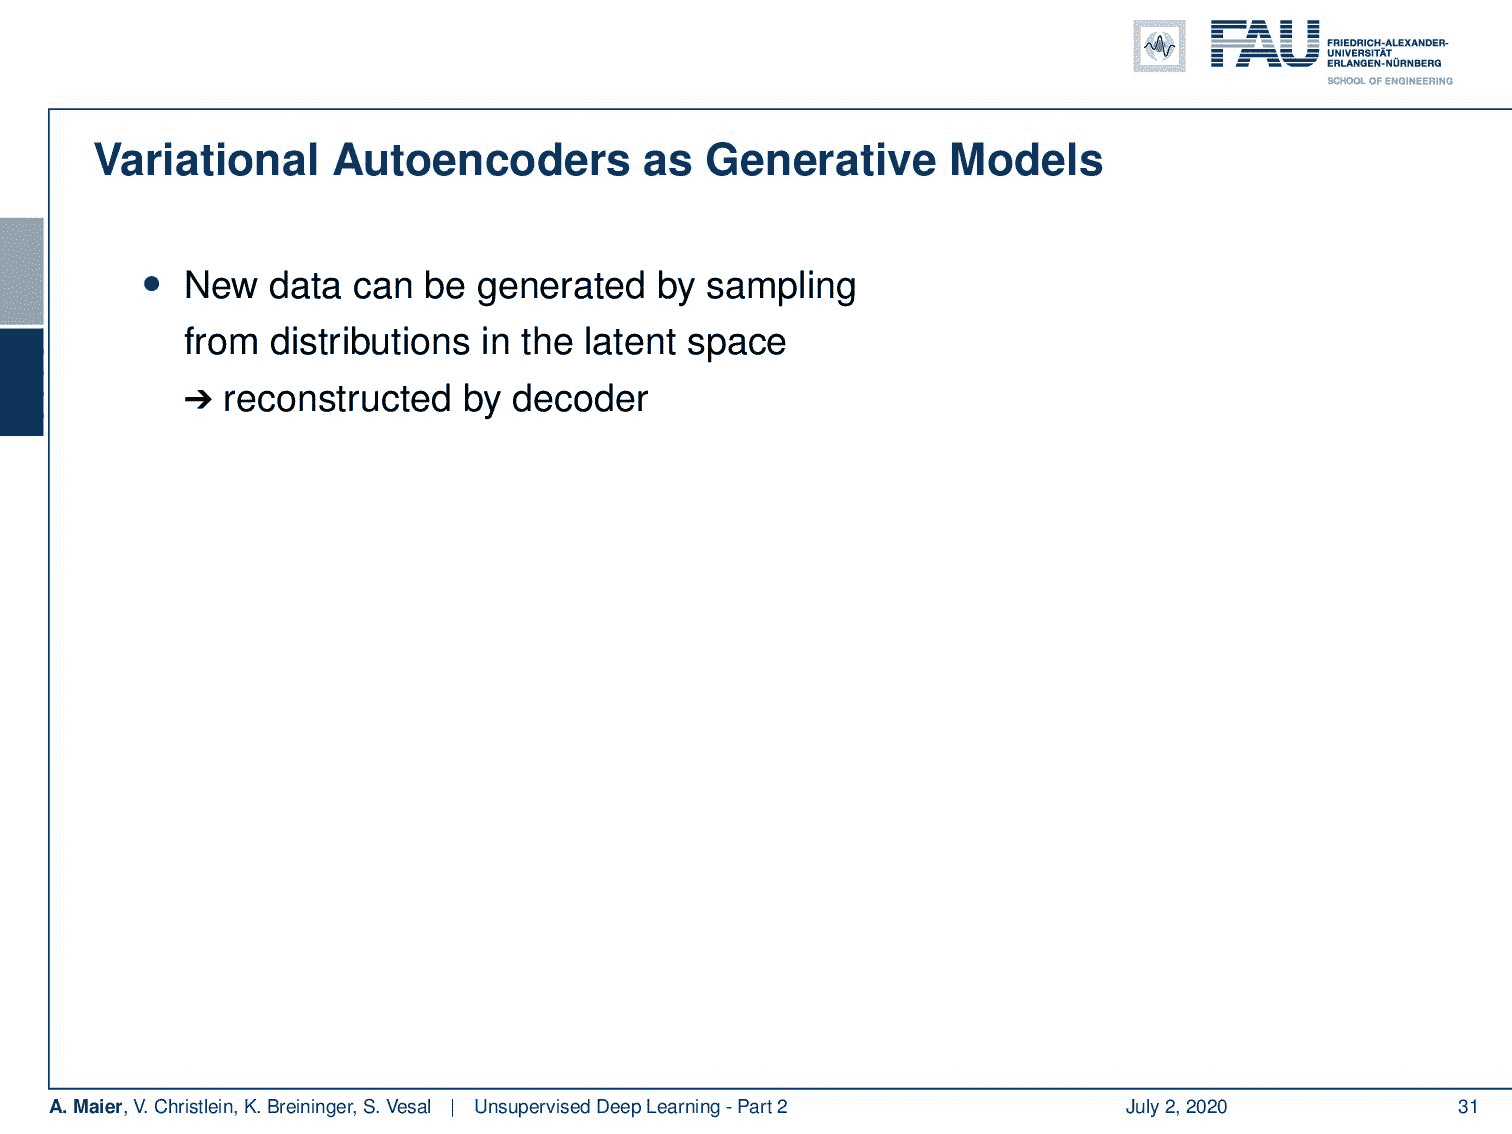 FAU
FRIEDRICH-ALEXANDER-
UNIVERSITÄT
ERLANGEN-NÜRNBERG
SCHOOL OF ENGINEERING
Variational Autoencoders as Generative Models
• New data can be generated by sampling
from distributions in the latent space
➔ reconstructed by decoder
A. Maier, V. Christlein, K. Breininger, S. Vesal | Unsupervised Deep Learning - Part 2 July 2, 2020 31